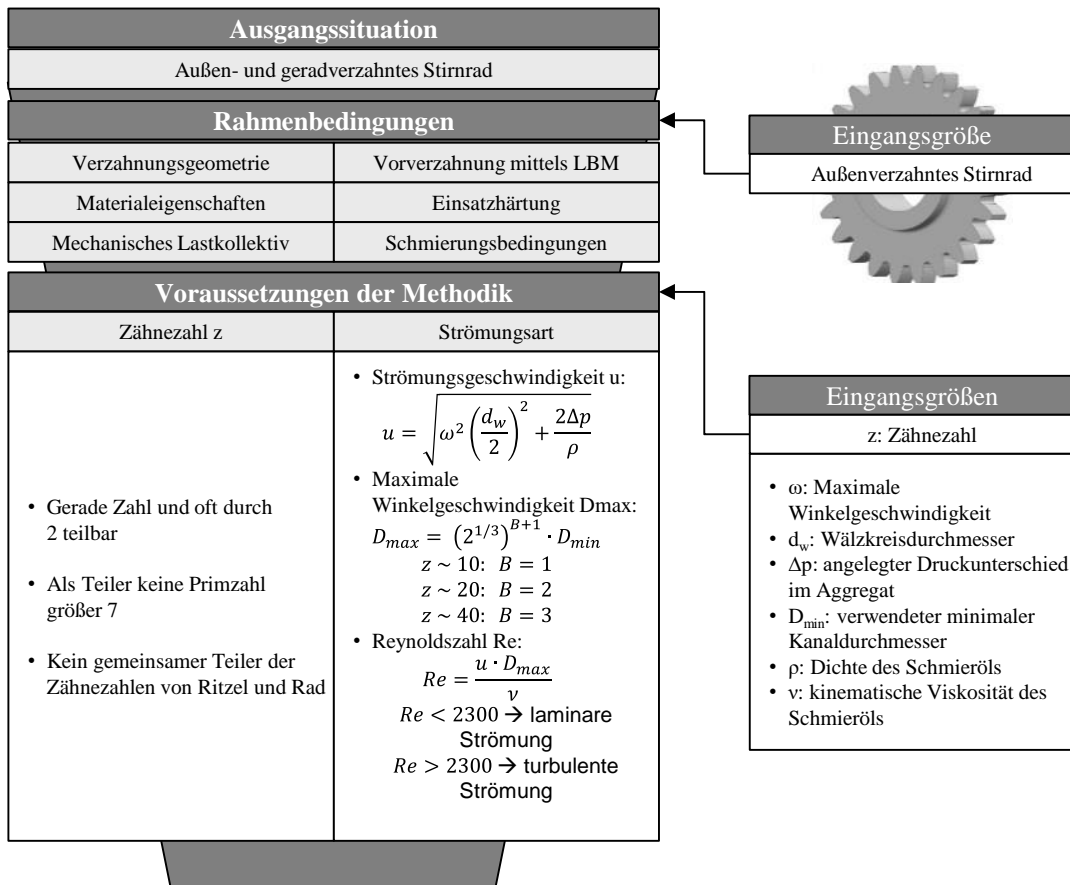 Ausgangssituation
Außen- und geradverzahntes Stirnrad
Rahmenbedingungen
Verzahnungsgeometrie
Vorverzahnung mittels LBM
Materialeigenschaften
Einsatzhärtung
Mechanisches Lastkollektiv
Schmierungsbedingungen
Voraussetzungen der Methodik
Zähnezahl z
Strömungsart
• Gerade Zahl und oft durch
2 teilbar
• Als Teiler keine Primzahl
größer 7
• Kein gemeinsamer Teiler der
Zähnezahlen von Ritzel und Rad
• Strömungsgeschwindigkeit u:
u = √(ω² (d_w/2)² + 2Δp/ρ)
• Maximale
Winkelgeschwindigkeit Dmax:
D_max = (2^{1/3})^{B+1} · D_min
z ~ 10: B = 1
z ~ 20: B = 2
z ~ 40: B = 3
• Reynoldszahl Re:
Re = (u · D_max)/ν
Re < 2300 → laminare
Strömung
Re > 2300 → turbulente
Strömung
Eingangsgröße
Außenverzahntes Stirnrad
Eingangsgrößen
z: Zähnezahl
• ω: Maximale
Winkelgeschwindigkeit
• d_w: Wälzkreisdurchmesser
• Δp: angelegter Druckunterschied
im Aggregat
• D_min: verwendeter minimaler
Kanaldurchmesser
• ρ: Dichte des Schmieröls
• ν: kinematische Viskosität des
Schmieröls